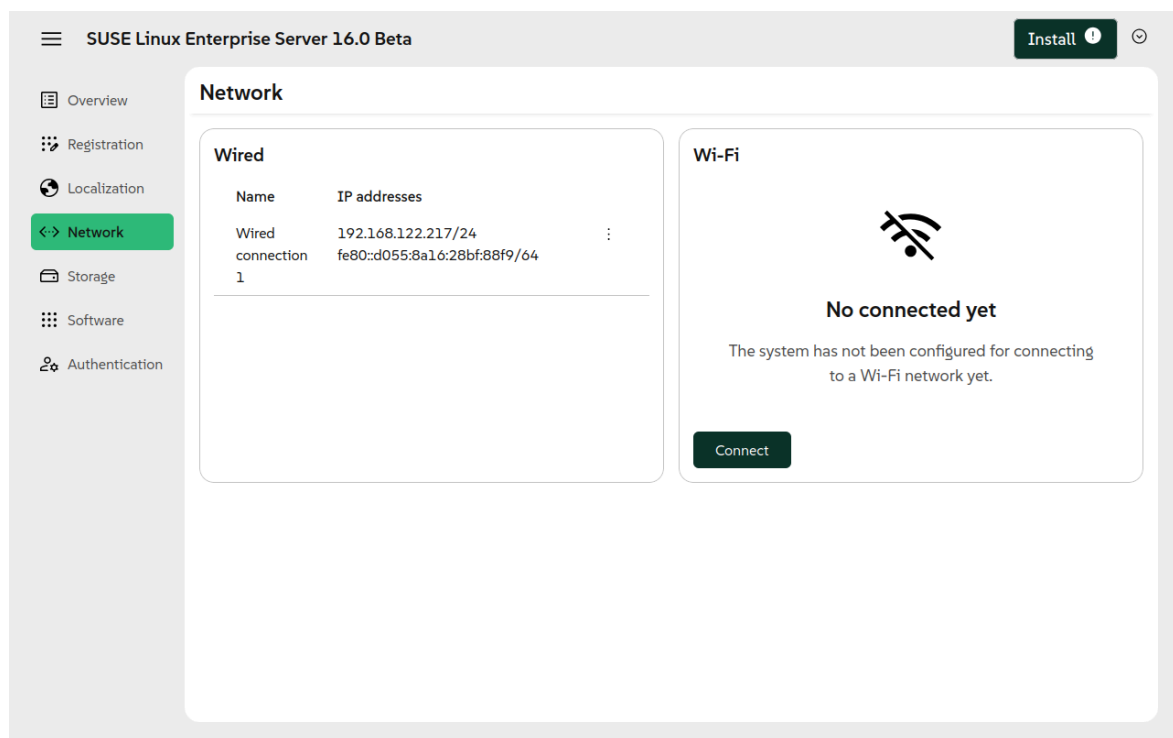 SUSE Linux Enterprise Server 16.0 Beta
Install
Overview
Registration
Localization
Network
Storage
Software
Authentication
Network
Wired
Name IP addresses
Wired connection 1
192.168.122.217/24
fe80::d055:8a16:28bf:88f9/64
Wi-Fi
No connected yet
The system has not been configured for connecting
to a Wi-Fi network yet.
Connect